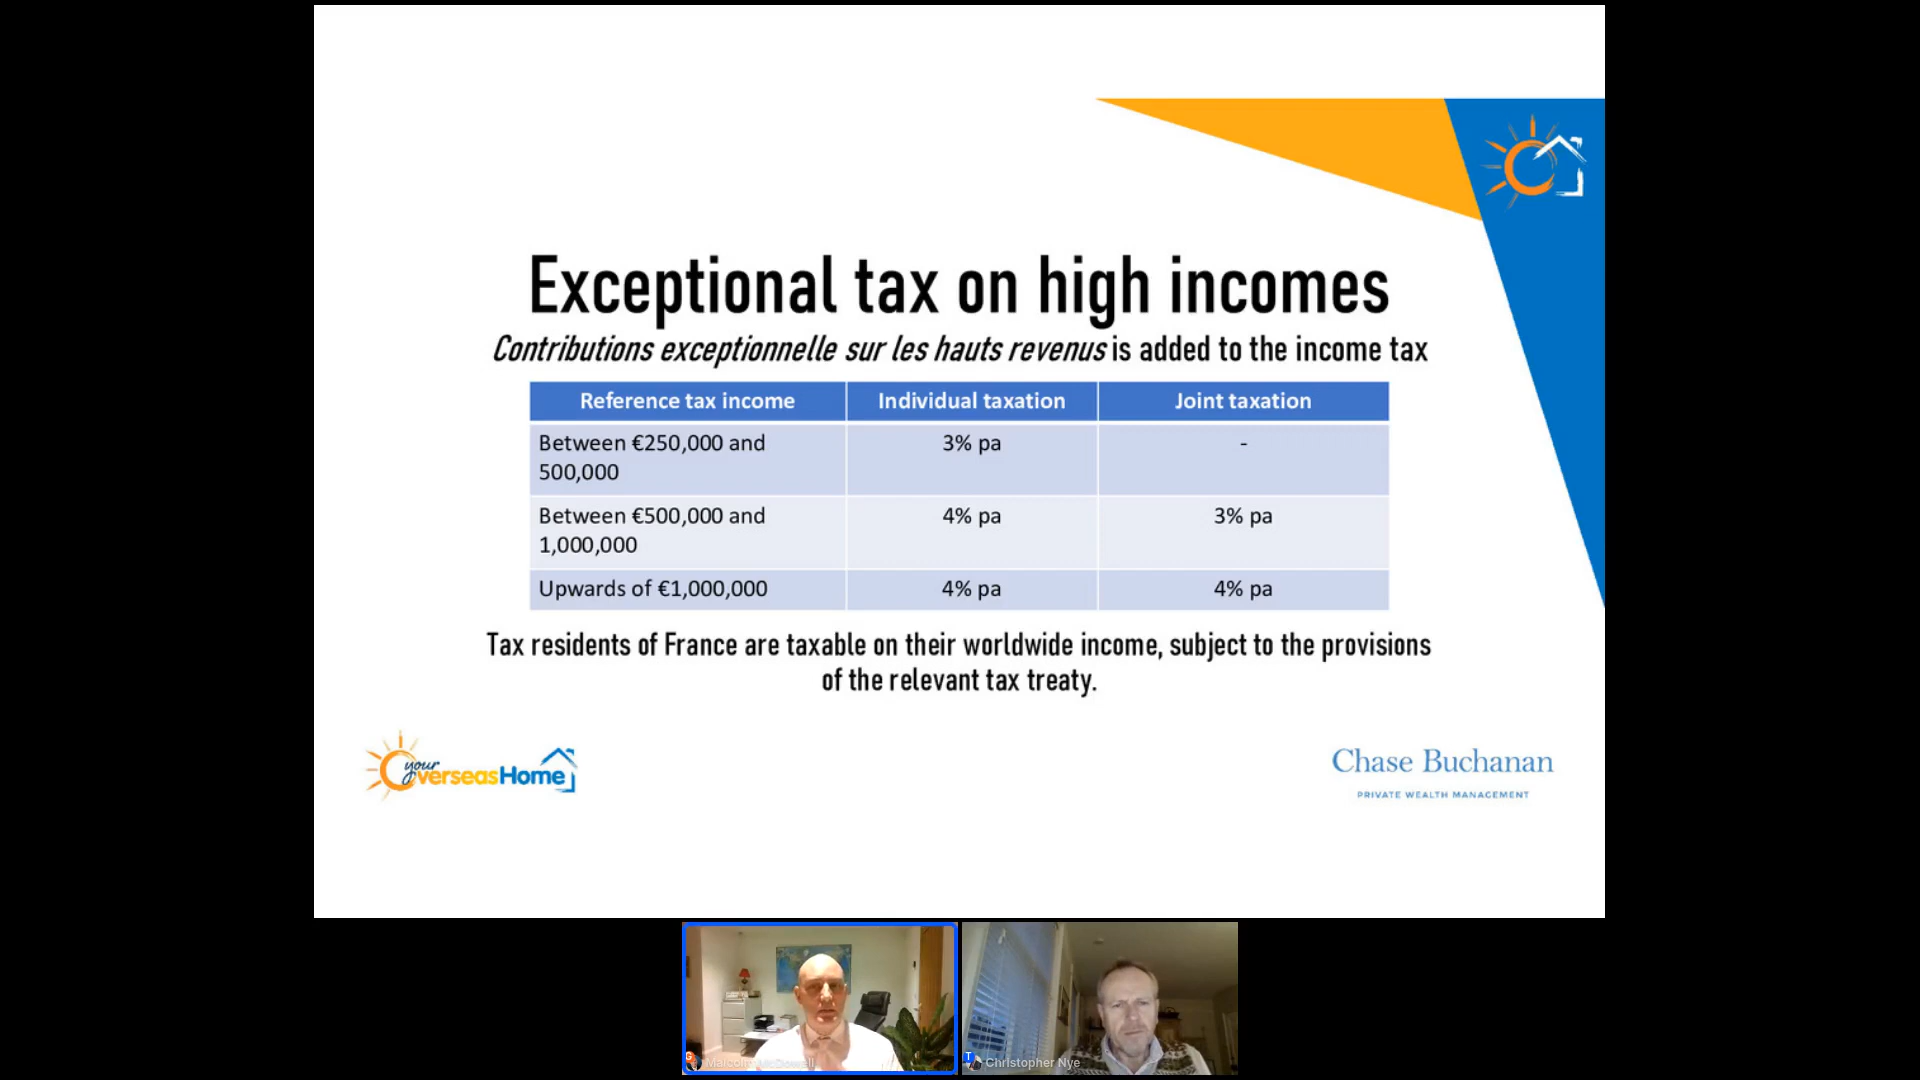 Exceptional tax on high incomes
Contributions exceptionnelle sur les hauts revenus is added to the income tax
Reference tax income Individual taxation Joint taxation
Between €250,000 and
500,000
3% pa -
Between €500,000 and
1,000,000
4% pa 3% pa
Upwards of €1,000,000 4% pa 4% pa
Tax residents of France are taxable on their worldwide income, subject to the provisions
of the relevant tax treaty.
your
OverseasHome
Chase Buchanan
PRIVATE WEALTH MANAGEMENT
Malcolm
Christopher Nye